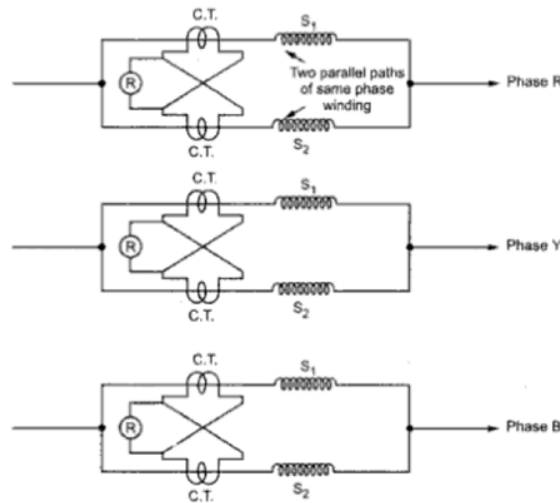 C.T.
S1
R
Two parallel paths
of same phase
winding
Phase R
C.T.
S2
C.T.
S1
R
Phase Y
C.T.
S2
C.T.
S1
R
Phase B
C.T.
S2